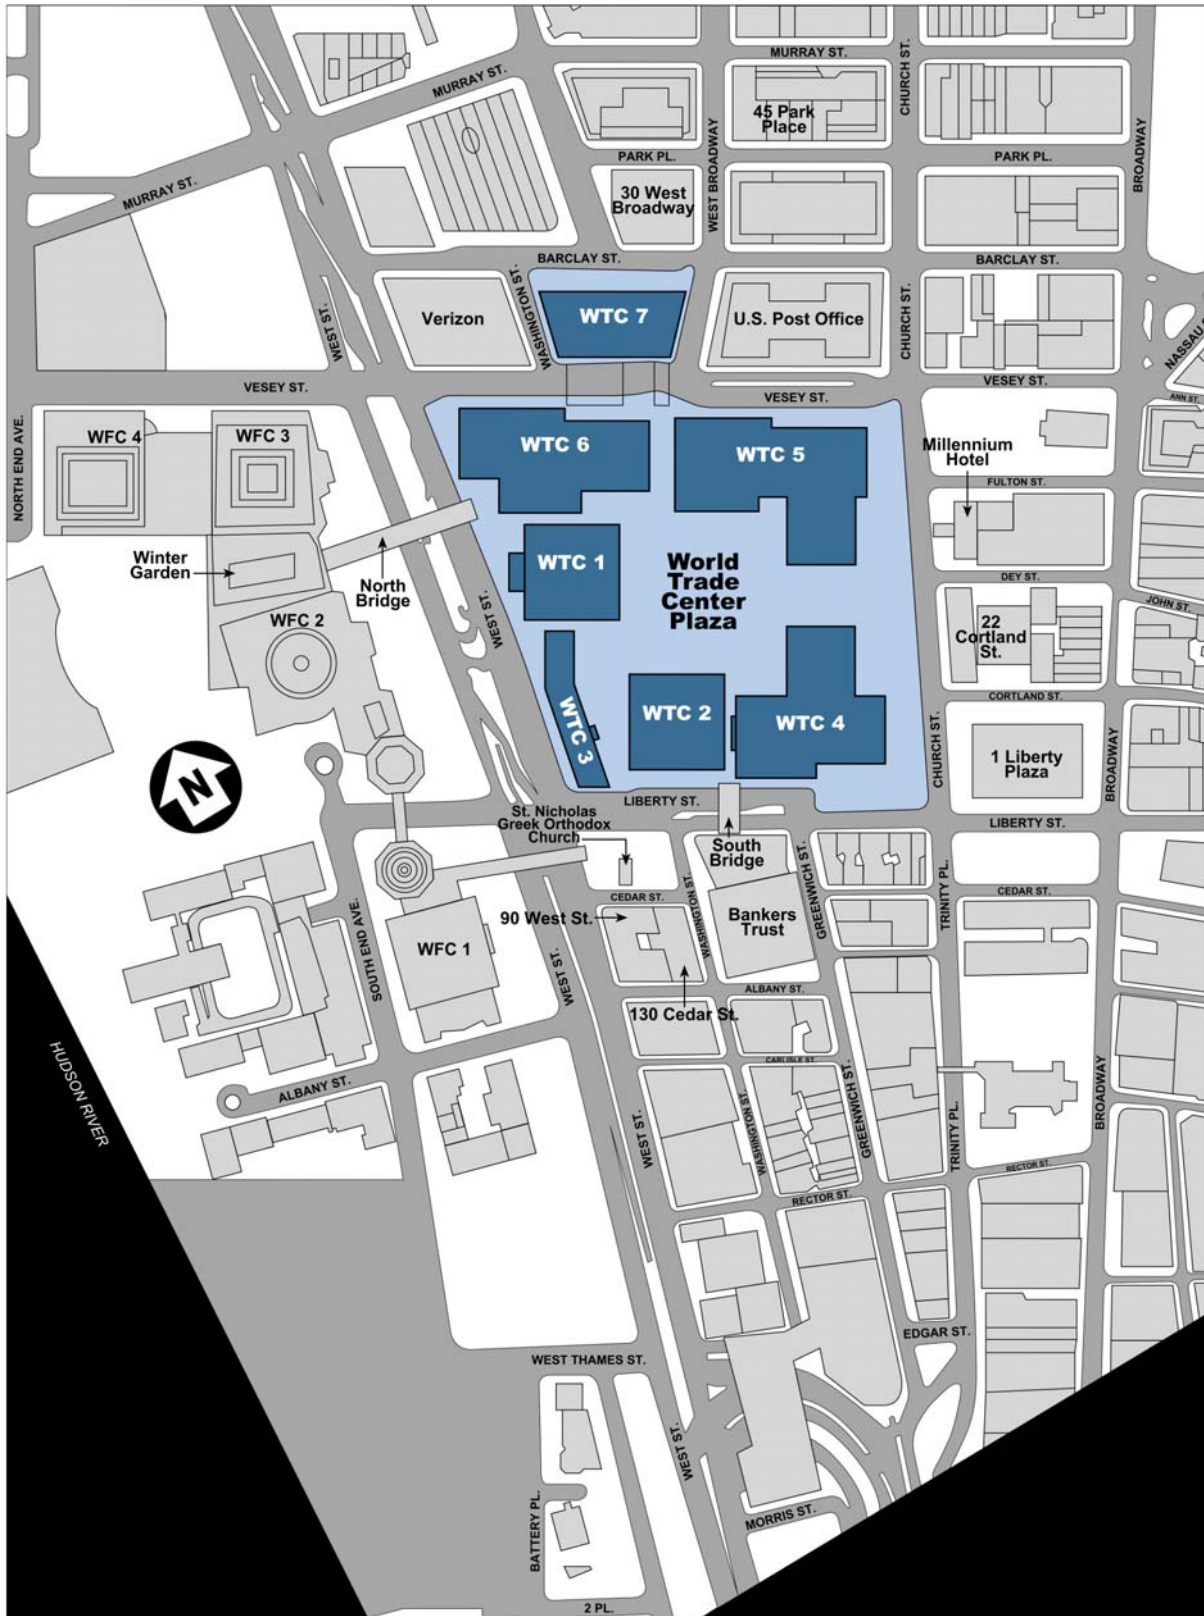 MURRAY ST.
CHURCH ST.
MURRAY ST.
45 Park
Place
PARK PL.
PARK PL.
BROADWAY
WEST BROADWAY
MURRAY ST.
30 West
Broadway
BARCLAY ST.
BARCLAY ST.
WASHINGTON ST.
WEST ST.
Verizon
WTC 7
U.S. Post Office
CHURCH ST.
NASSAU
VESEY ST.
VESEY ST.
VESEY ST.
ANN ST.
NORTH END AVE.
WFC 4
WFC 3
WTC 6
WTC 5
Millennium
Hotel
FULTON ST.
Winter
Garden
North
Bridge
WTC 1
World
Trade
Center
Plaza
DEY ST.
JOHN ST.
WEST ST.
WFC 2
22
Cortland
St.
CORTLAND ST.
WTC 3
WTC 2
WTC 4
CHURCH ST.
1 Liberty
Plaza
BROADWAY
N
LIBERTY ST.
LIBERTY ST.
St. Nicholas
Greek Orthodox
Church
South
Bridge
GREENWICH ST.
TRINITY PL.
CEDAR ST.
CEDAR ST.
90 West St.
WASHINGTON ST.
Bankers
Trust
SOUTH END AVE.
WFC 1
WEST ST.
ALBANY ST.
130 Cedar St.
CARLISLE ST.
HUDSON RIVER
ALBANY ST.
WEST ST.
WASHINGTON ST.
GREENWICH ST.
TRINITY PL.
BROADWAY
RECTOR ST.
RECTOR ST.
EDGAR ST.
WEST THAMES ST.
WEST ST.
BATTERY PL.
MORRIS ST.
2 PL.